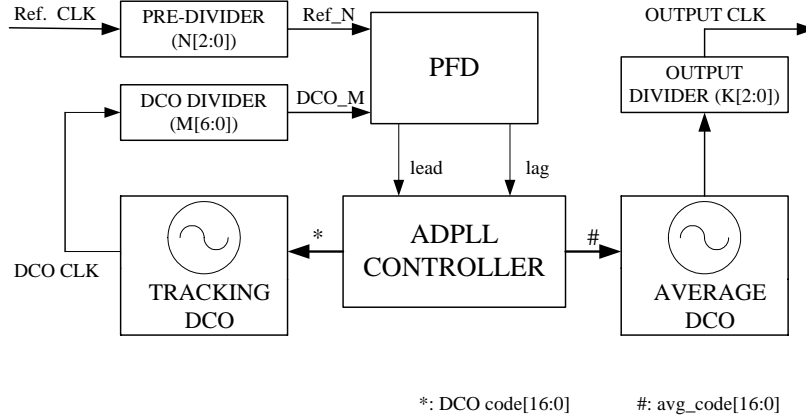 Ref. CLK
PRE-DIVIDER
(N[2:0])
Ref_N
PFD
OUTPUT CLK
OUTPUT
DIVIDER (K[2:0])
DCO DIVIDER
(M[6:0])
DCO_M
lead
lag
DCO CLK
TRACKING
DCO
*
ADPLL
CONTROLLER
#
AVERAGE
DCO
*: DCO code[16:0]
#: avg_code[16:0]